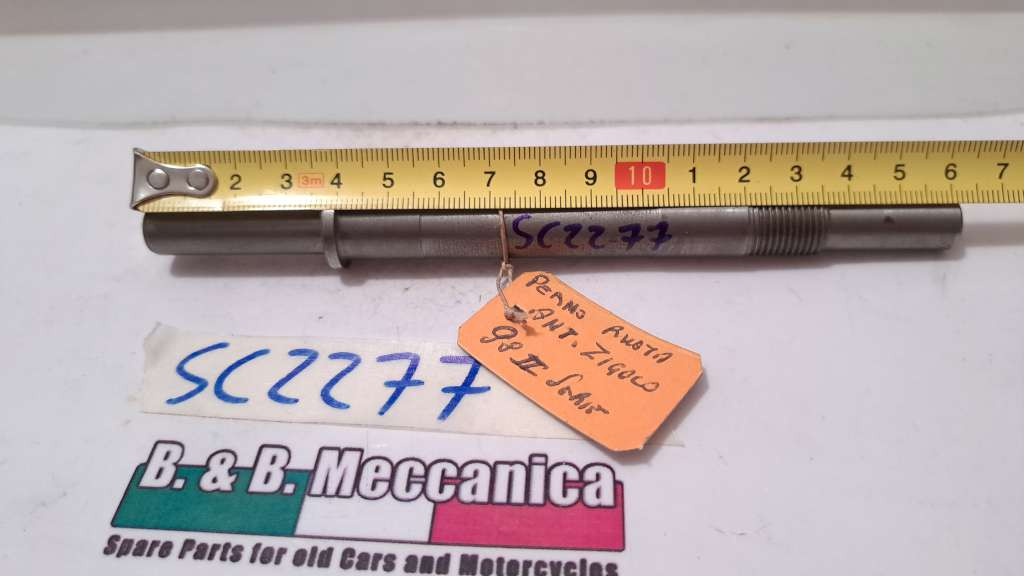 2 3 3m 4 5 6 7 8 9 10 1 2 3 4 5 6 7
SC2277
PERNO RUOTA
ANT. ZIGOLO
98 II
SC2277
B. & B. Meccanica
Spare Parts for old Cars and Motorcycles